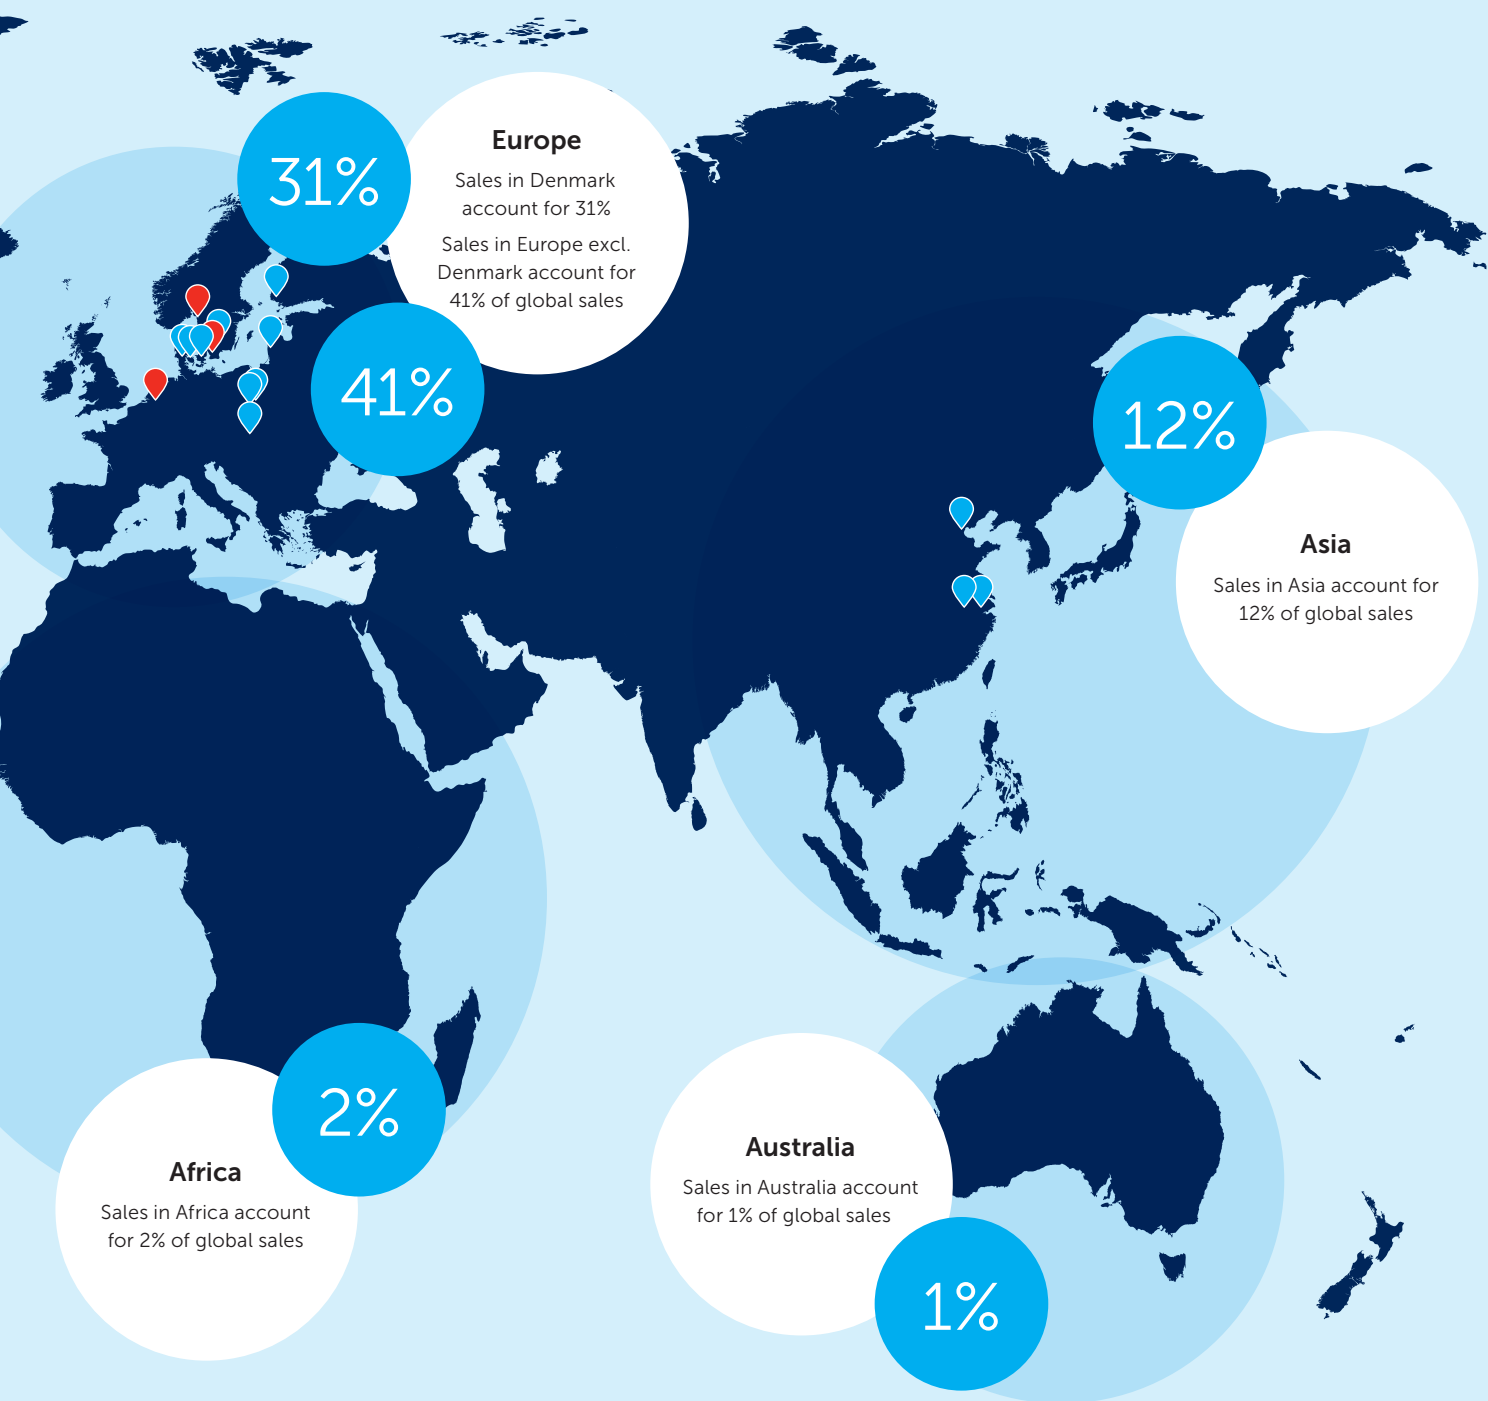 31%
Europe
Sales in Denmark
account for 31%
Sales in Europe excl.
Denmark account for
41% of global sales
41%
12%
Asia
Sales in Asia account for
12% of global sales
2%
Africa
Sales in Africa account
for 2% of global sales
Australia
Sales in Australia account
for 1% of global sales
1%